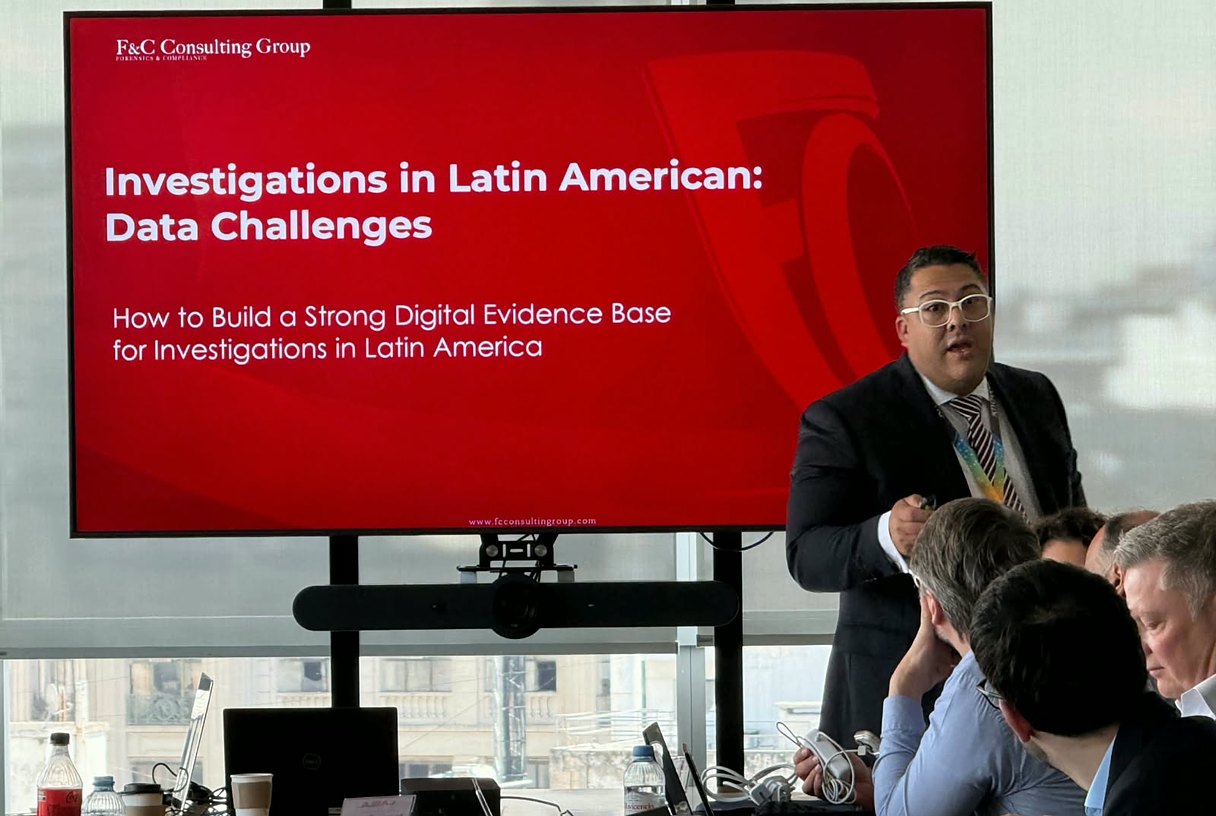 F&C Consulting Group
FORENSICS & COMPLIANCE
Investigations in Latin American:
Data Challenges
How to Build a Strong Digital Evidence Base
for Investigations in Latin America
www.fcconsultinggroup.com
DELL